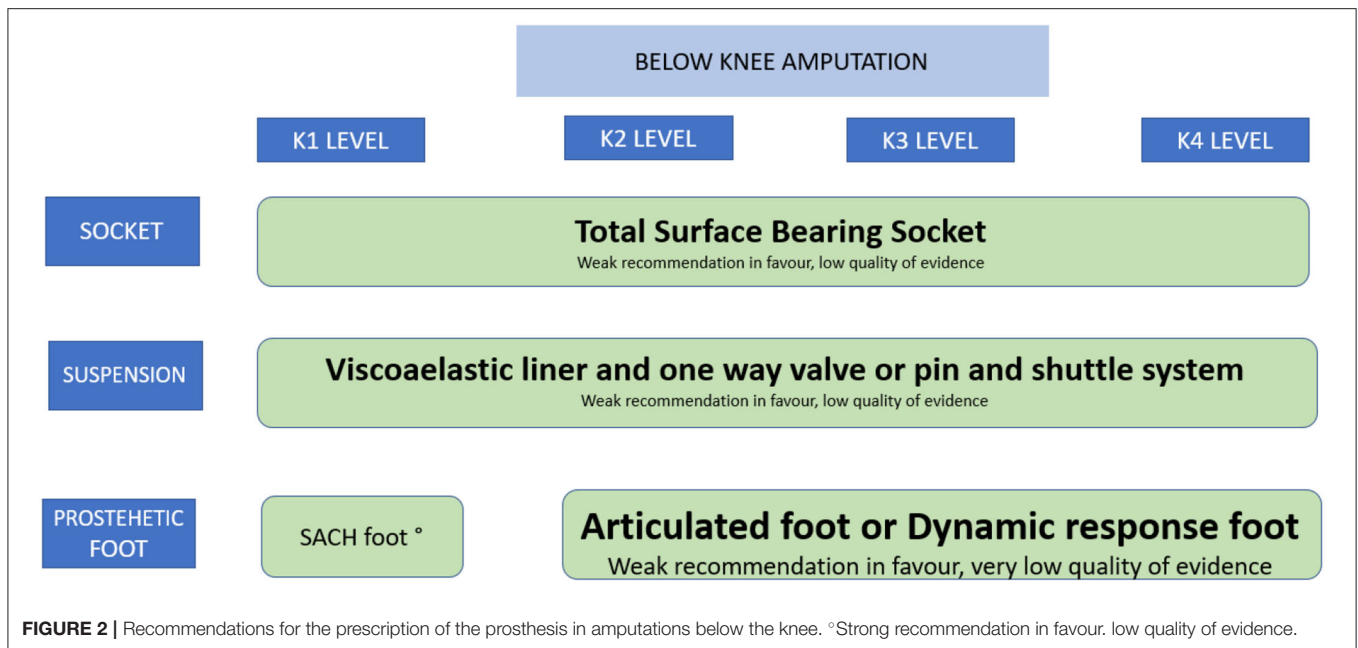 BELOW KNEE AMPUTATION
K1 LEVEL
K2 LEVEL
K3 LEVEL
K4 LEVEL
SOCKET
Total Surface Bearing Socket
Weak recommendation in favour, low quality of evidence
SUSPENSION
Viscoaelastic liner and one way valve or pin and shuttle system
Weak recommendation in favour, low quality of evidence
PROSTEHETIC
FOOT
SACH foot °
Articulated foot or Dynamic response foot
Weak recommendation in favour, very low quality of evidence
FIGURE 2 | Recommendations for the prescription of the prosthesis in amputations below the knee. °Strong recommendation in favour. low quality of evidence.